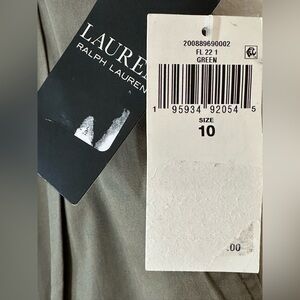 LAUREN
RALPH LAUREN
200889690002
FL 22 1
GREEN
1 95934 92054 5
SIZE
10
.00